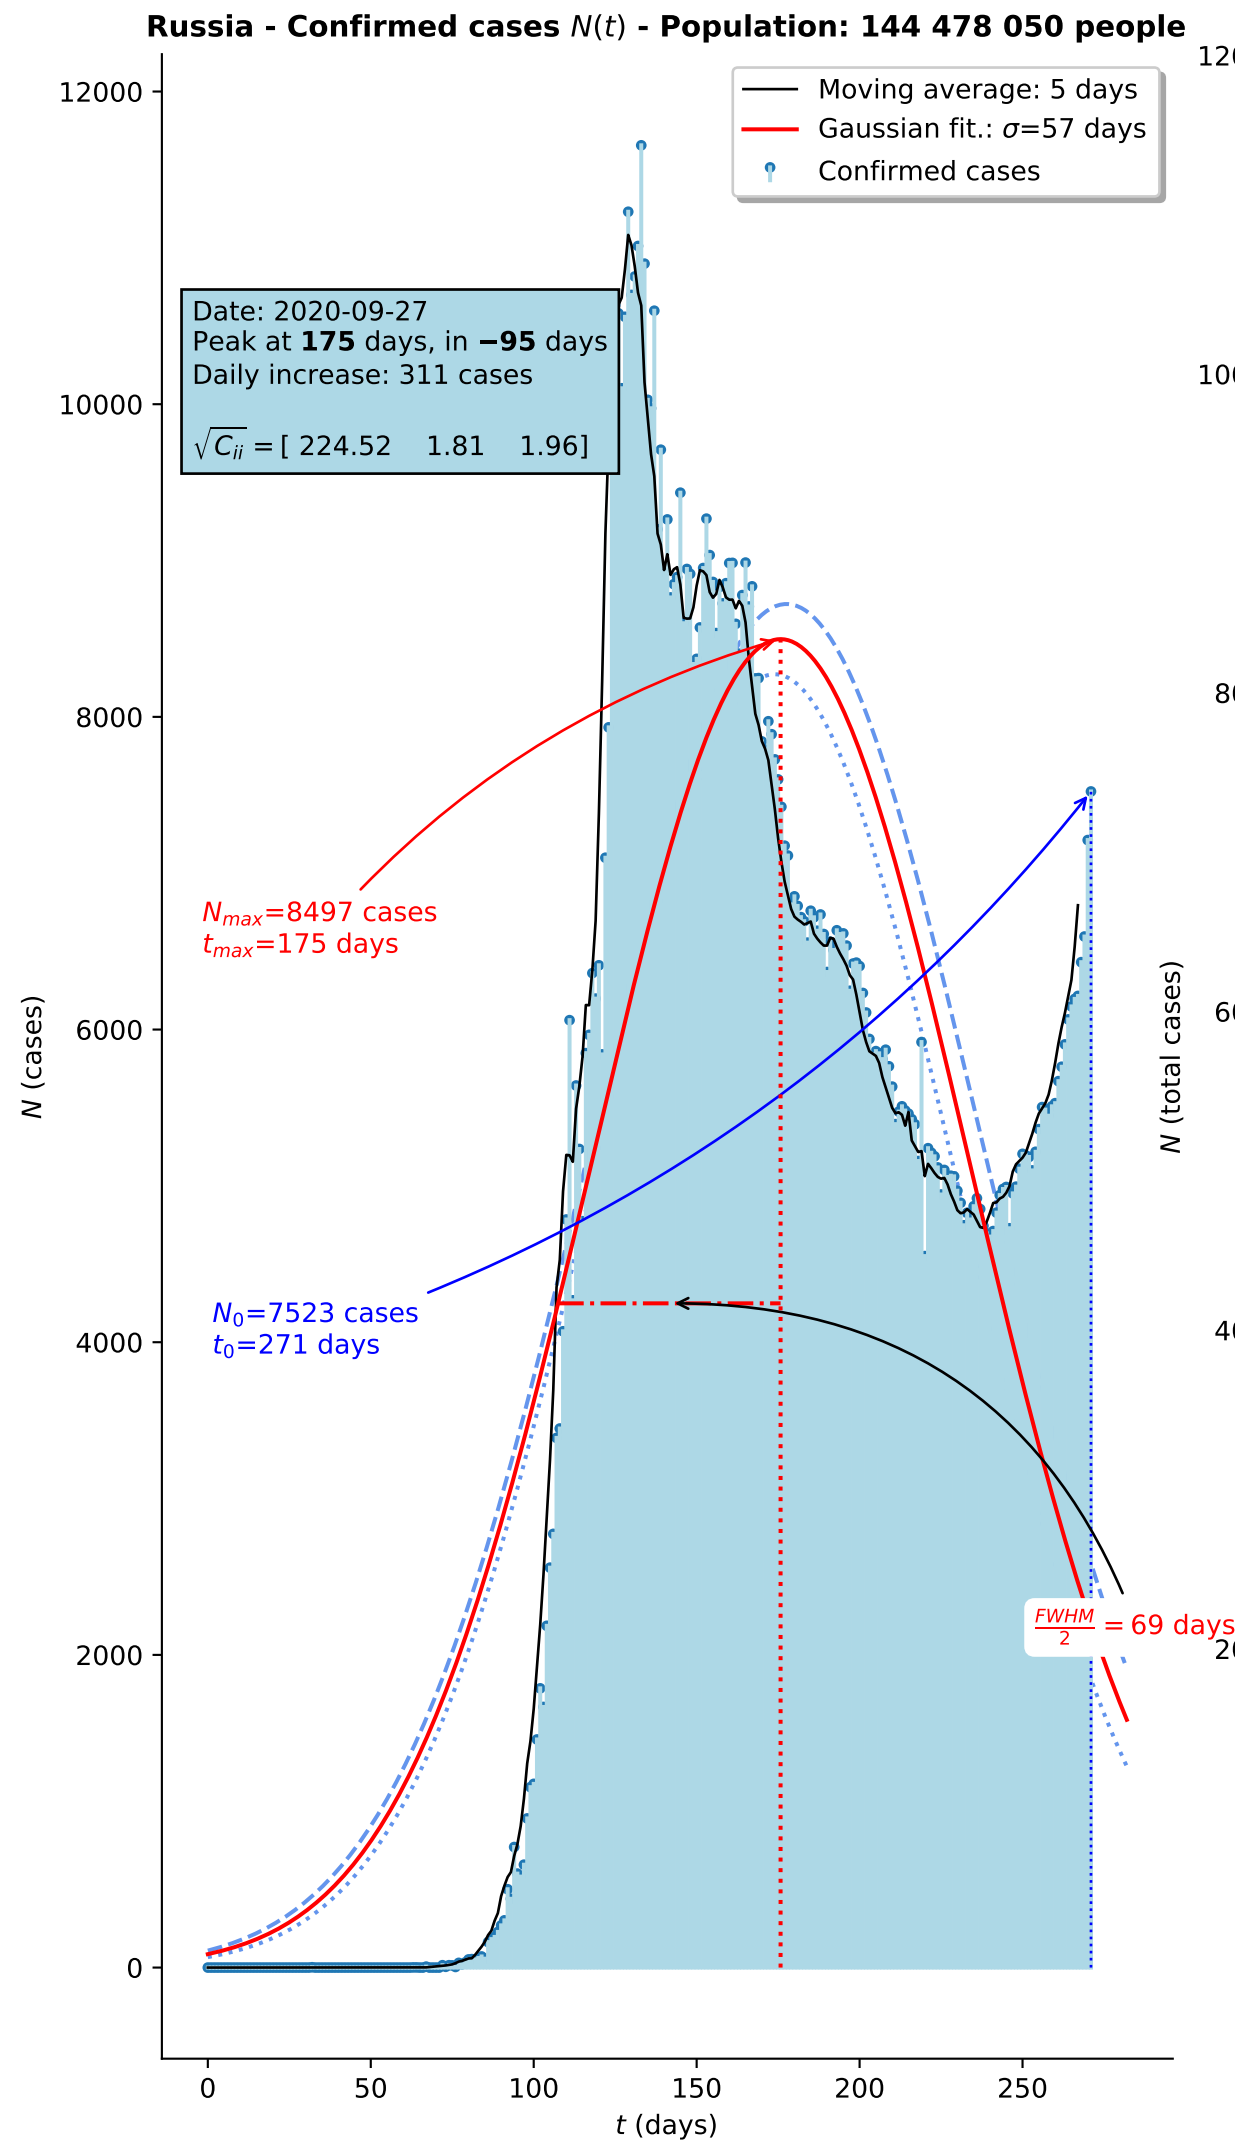 Russia - Confirmed cases N(t) - Population: 144 478 050 people
Moving average: 5 days
Gaussian fit.: σ=57 days
Confirmed cases
Date: 2020-09-27
Peak at 175 days, in −95 days
Daily increase: 311 cases
√C_ii = [ 224.52 1.81 1.96]
N_max=8497 cases
t_max=175 days
N_0=7523 cases
t_0=271 days
FWHM/2 = 69 days
12000
10000
8000
6000
4000
2000
0
N (cases)
0 50 100 150 200 250
t (days)
N (total cases)